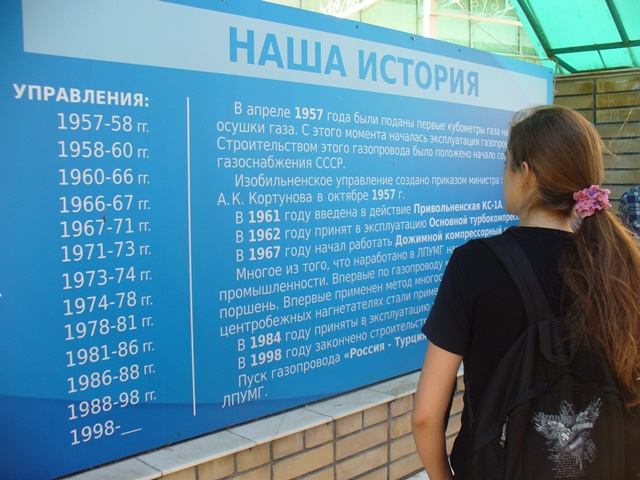 НАША ИСТОРИЯ
УПРАВЛЕНИЯ:
1957-58 гг.
1958-60 гг.
1960-66 гг.
1966-67 гг.
1967-71 гг.
1971-73 гг.
1973-74 гг.
1974-78 гг.
1978-81 гг.
1981-86 гг.
1986-88 гг.
1988-98 гг.
1998-__
В апреле 1957 года были поданы первые кубометры газа на
осушки газа. С этого момента началась эксплуатация
Строительством этого газопровода было положено начало
газоснабжения СССР.
Изобильненское управление создано приказом министра
А.К. Кортунова в октябре 1957 г.
В 1961 году введена в действие Привольненская КС-1А
В 1962 году принят в эксплуатацию Основной
В 1967 году начал работать Дожимной компрессорный
Многое из того, что наработано в ЛПУМГ
промышленности. Впервые по газопроводу
поршень. Впервые применен метод
центробежных нагнетателях стали
В 1984 году приняты в эксплуатацию
В 1998 году закончено
Пуск газопровода «Россия - Турция
ЛПУМГ.